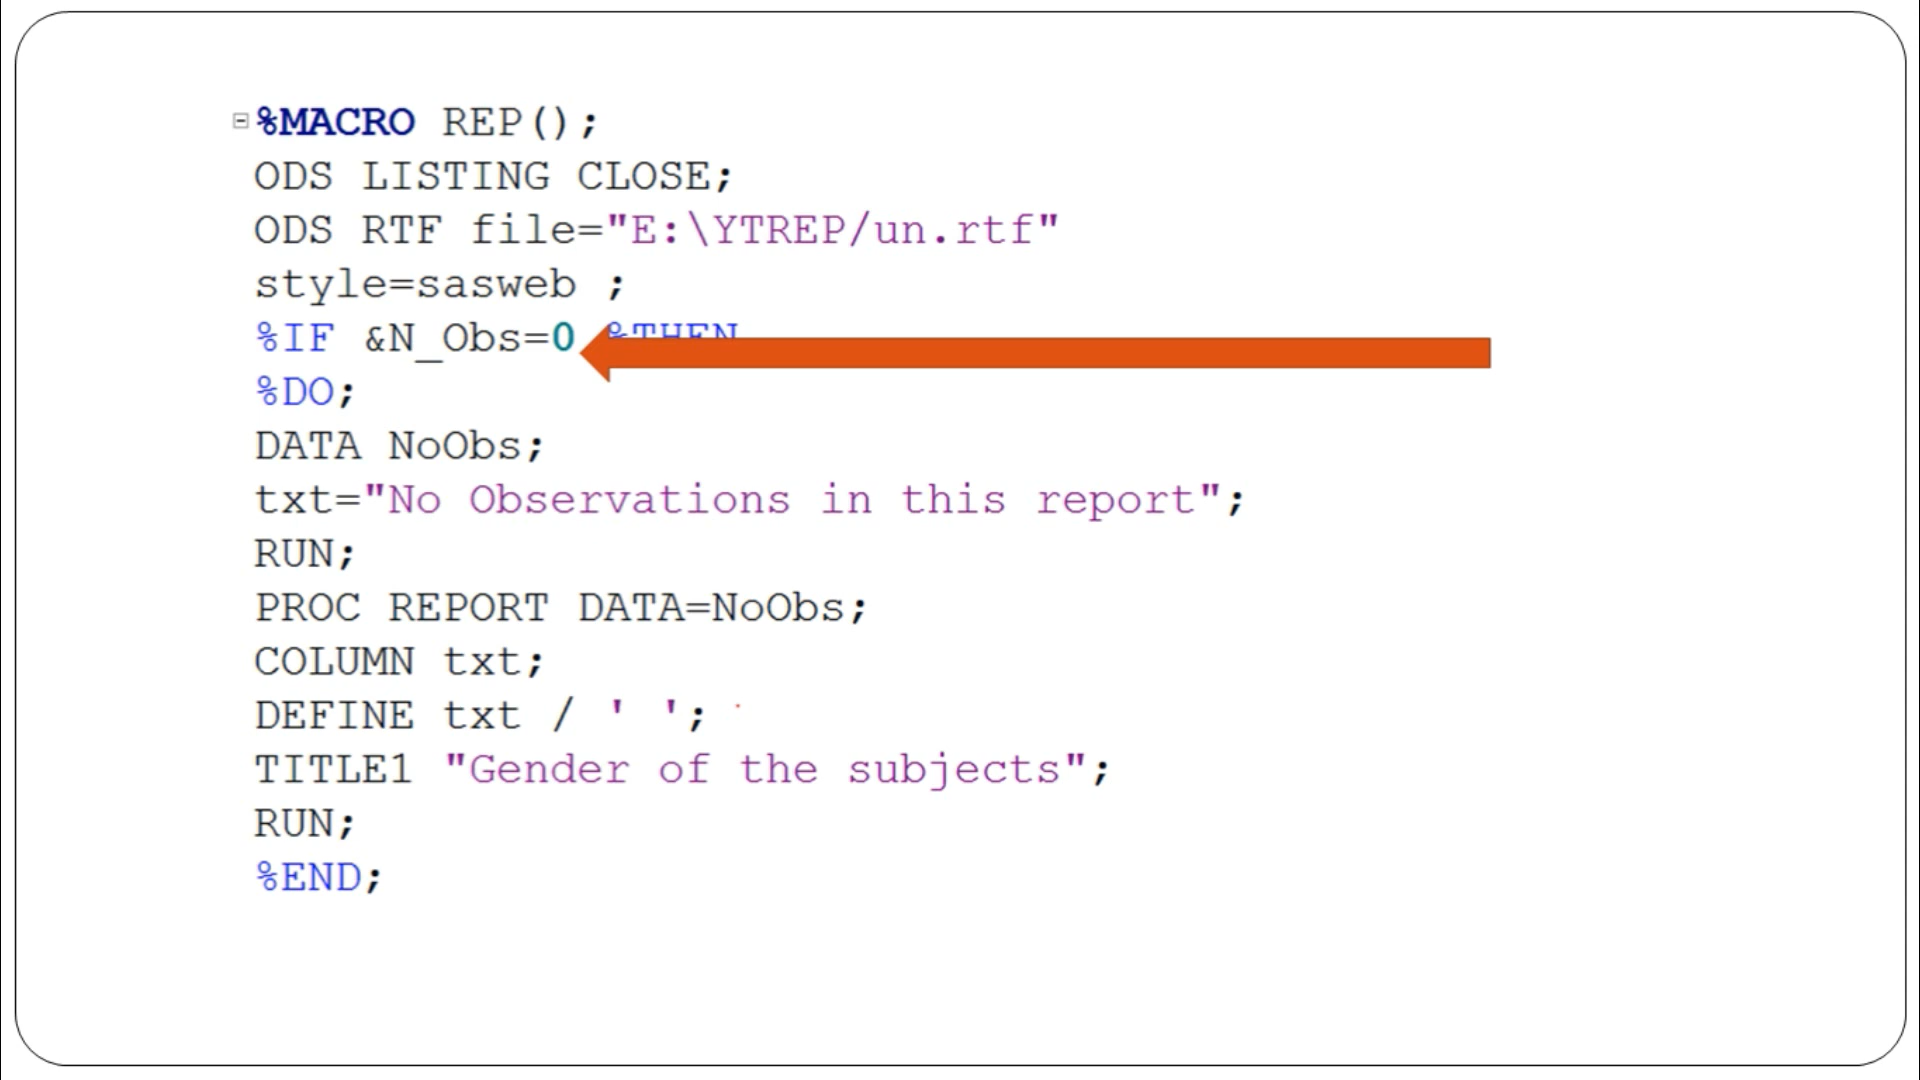 %MACRO REP();
ODS LISTING CLOSE;
ODS RTF file="E:\YTREP/un.rtf"
style=sasweb ;
%IF &N_Obs=0 %THEN
%DO;
DATA NoObs;
txt="No Observations in this report";
RUN;
PROC REPORT DATA=NoObs;
COLUMN txt;
DEFINE txt / ' ';
TITLE1 "Gender of the subjects";
RUN;
%END;